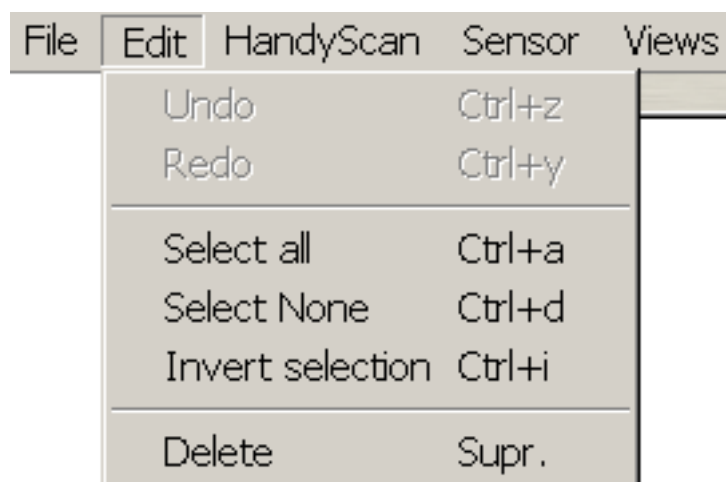 File Edit HandyScan Sensor Views
Undo Ctrl+z
Redo Ctrl+y
Select all Ctrl+a
Select None Ctrl+d
Invert selection Ctrl+i
Delete Supr.